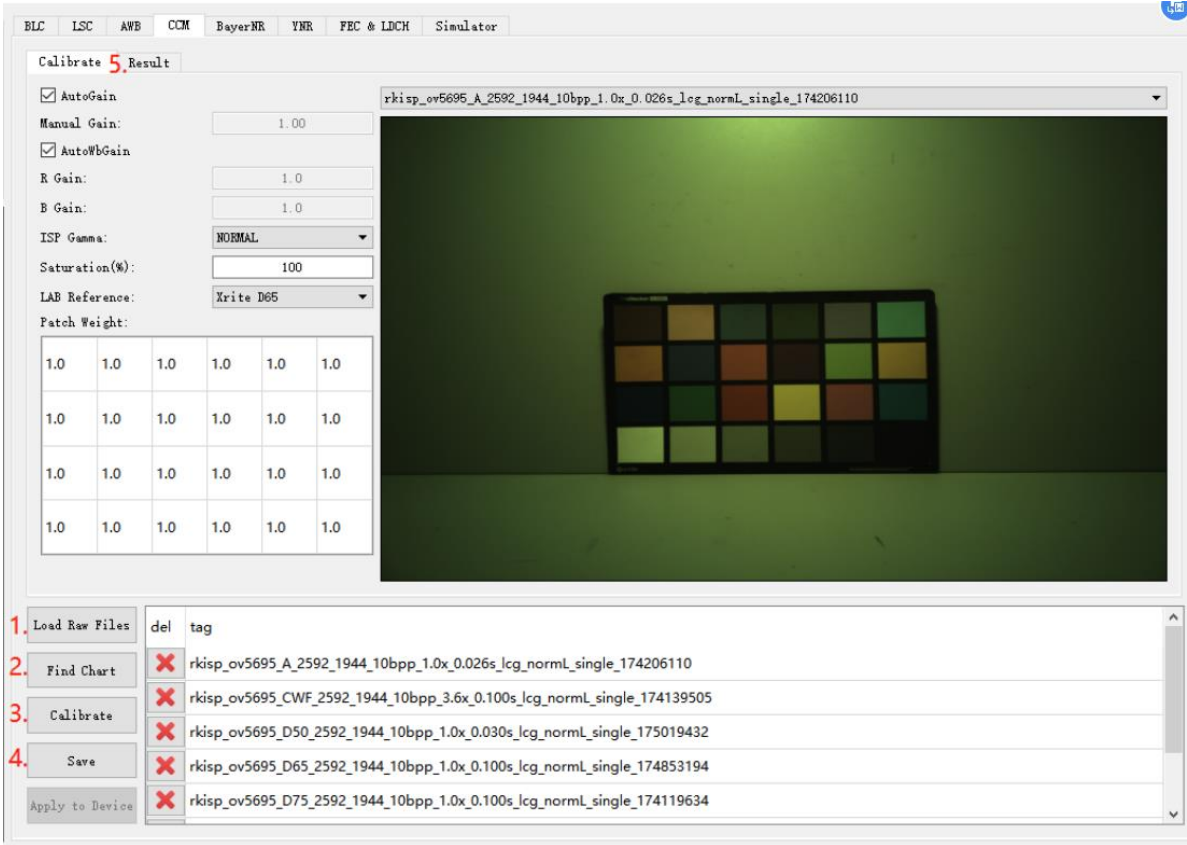 BLC LSC AWB CCM BayerNR YNR FEC & LDCH Simulator
Calibrate 5. Result
AutoGain
Manual Gain: 1.00
AutoWbGain
R Gain: 1.0
B Gain: 1.0
ISP Gamma: NORMAL
Saturation(%): 100
LAB Reference: Xrite D65
Patch Weight:
1.0 1.0 1.0 1.0 1.0 1.0
1.0 1.0 1.0 1.0 1.0 1.0
1.0 1.0 1.0 1.0 1.0 1.0
1.0 1.0 1.0 1.0 1.0 1.0
rkisp_ov5695_A_2592_1944_10bpp_1.0x_0.026s_lcg_normL_single_174206110
1. Load Raw Files
2. Find Chart
3. Calibrate
4. Save
Apply to Device
del tag
rkisp_ov5695_A_2592_1944_10bpp_1.0x_0.026s_lcg_normL_single_174206110
rkisp_ov5695_CWF_2592_1944_10bpp_3.6x_0.100s_lcg_normL_single_174139505
rkisp_ov5695_D50_2592_1944_10bpp_1.0x_0.030s_lcg_normL_single_175019432
rkisp_ov5695_D65_2592_1944_10bpp_1.0x_0.100s_lcg_normL_single_174853194
rkisp_ov5695_D75_2592_1944_10bpp_1.0x_0.100s_lcg_normL_single_174119634